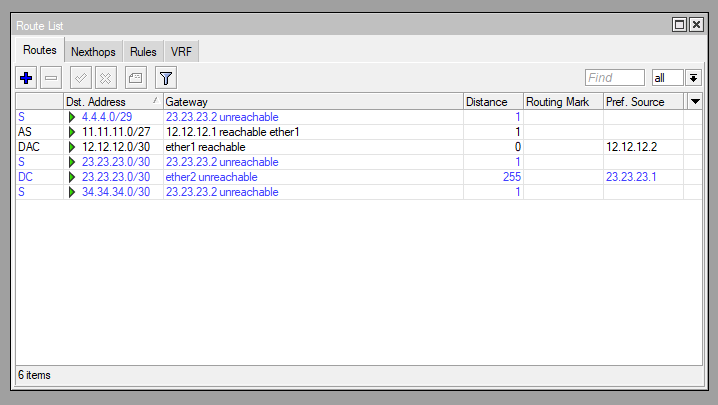 Route List
Routes Nexthops Rules VRF
Find all
Dst. Address Gateway Distance Routing Mark Pref. Source
S 4.4.4.0/29 23.23.23.2 unreachable 1
AS 11.11.11.0/27 12.12.12.1 reachable ether1 1
DAC 12.12.12.0/30 ether1 reachable 0 12.12.12.2
S 23.23.23.0/30 23.23.23.2 unreachable 1
DC 23.23.23.0/30 ether2 unreachable 255 23.23.23.1
S 34.34.34.0/30 23.23.23.2 unreachable 1
6 items